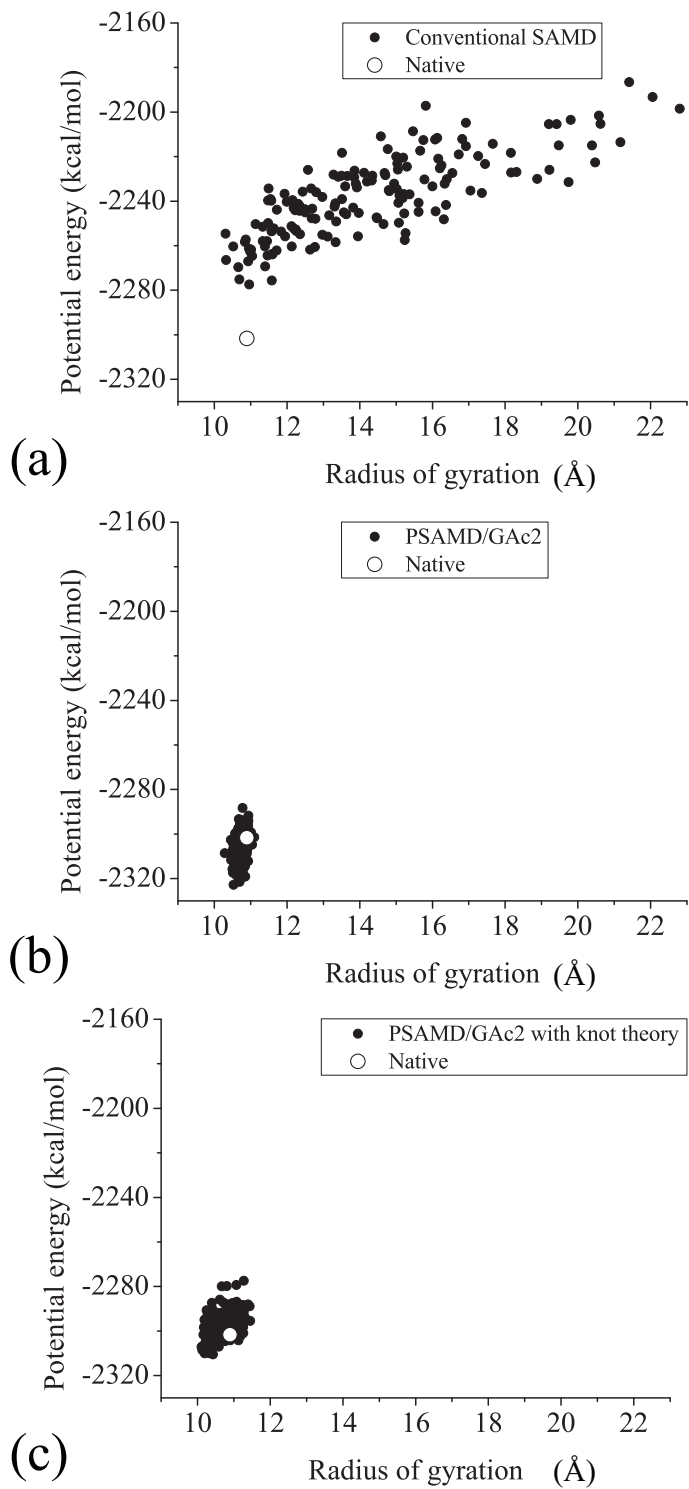 -2160
Conventional SAMD
Native
-2200
-2240
-2280
-2320
Potential energy (kcal/mol)
10 12 14 16 18 20 22
Radius of gyration (Å)
(a)
-2160
PSAMD/GAc2
Native
-2200
-2240
-2280
-2320
Potential energy (kcal/mol)
10 12 14 16 18 20 22
Radius of gyration (Å)
(b)
-2160
PSAMD/GAc2 with knot theory
Native
-2200
-2240
-2280
-2320
Potential energy (kcal/mol)
10 12 14 16 18 20 22
Radius of gyration (Å)
(c)